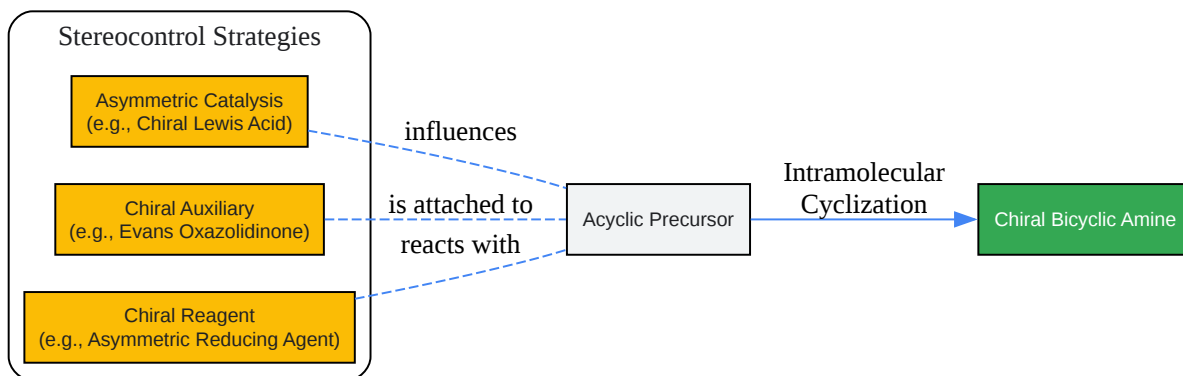 Stereocontrol Strategies
Asymmetric Catalysis
(e.g., Chiral Lewis Acid)
influences
Chiral Auxiliary
(e.g., Evans Oxazolidinone)
is attached to
reacts with
Chiral Reagent
(e.g., Asymmetric Reducing Agent)
Acyclic Precursor
Intramolecular
Cyclization
Chiral Bicyclic Amine